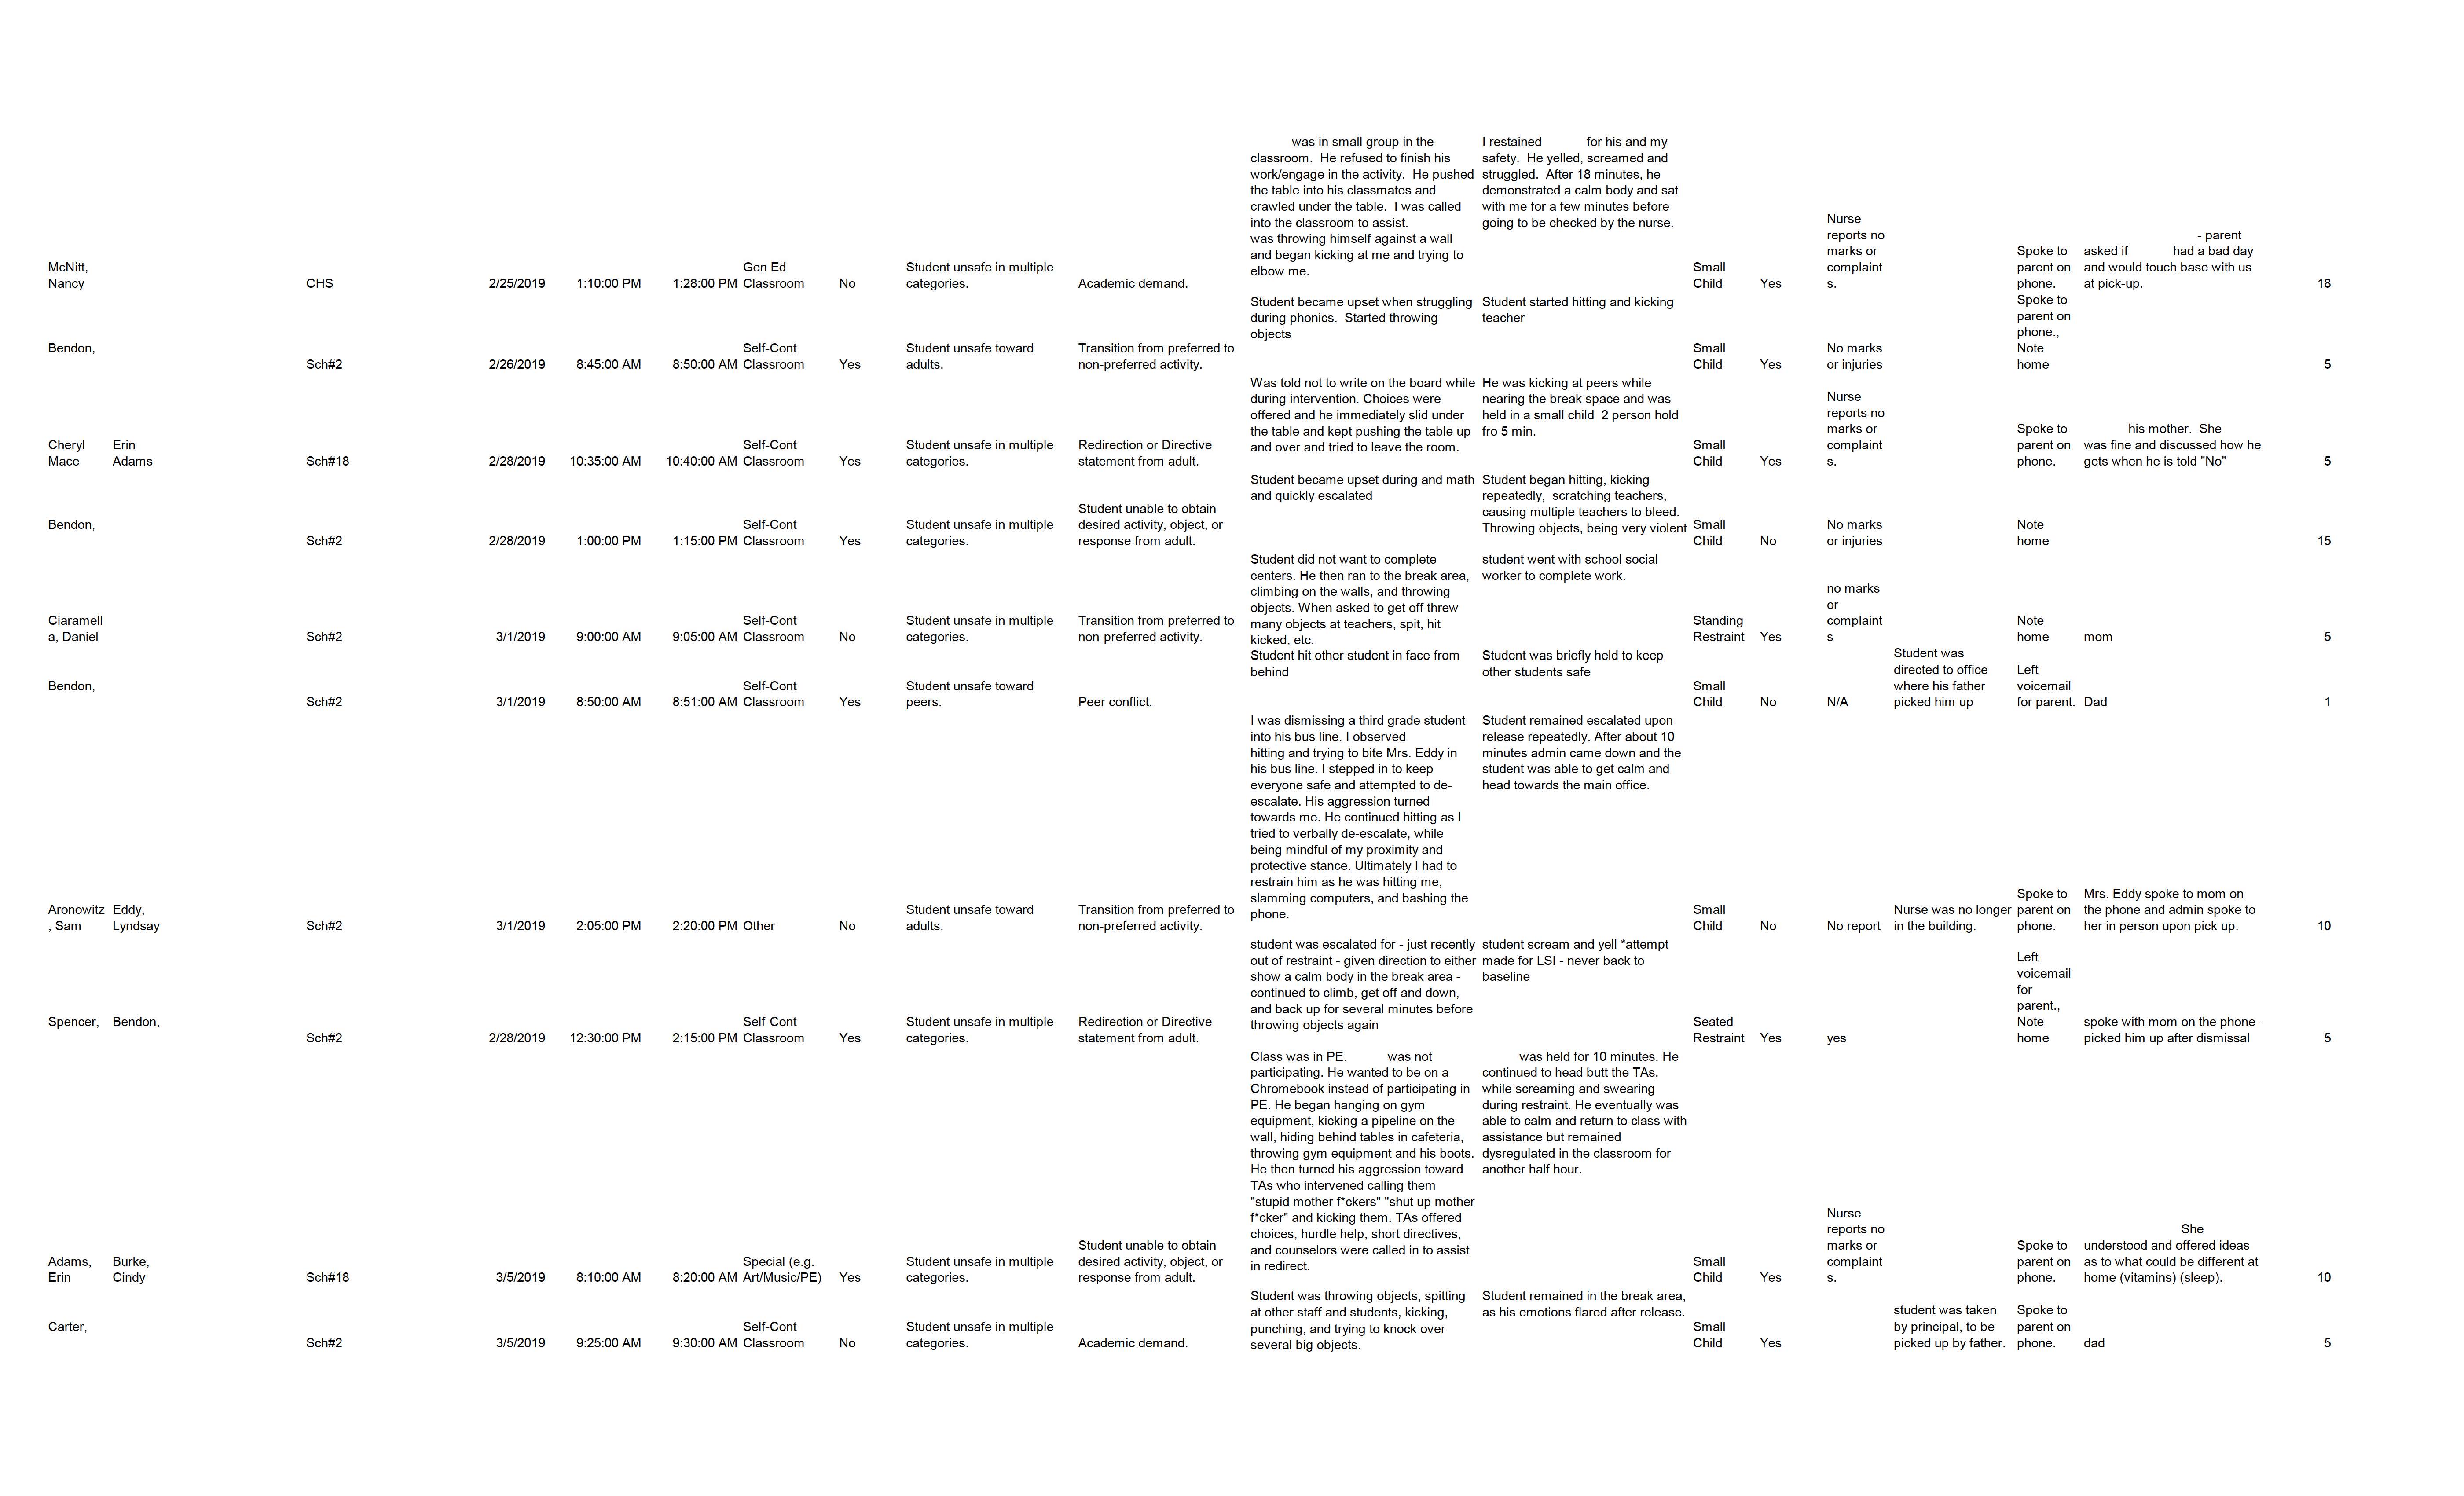 was in small group in the
classroom.  He refused to finish his
work/engage in the activity.  He pushed
the table into his classmates and
crawled under the table.  I was called
into the classroom to assist.
was throwing himself against a wall
and began kicking at me and trying to
elbow me.
I restained for his and my
safety.  He yelled, screamed and
struggled.  After 18 minutes, he
demonstrated a calm body and sat
with me for a few minutes before
going to be checked by the nurse.
McNitt,
Nancy
CHS
2/25/2019
1:10:00 PM
1:28:00 PM
Gen Ed
Classroom
No
Student unsafe in multiple
categories.
Academic demand.
Small
Child
Yes
Nurse
reports no
marks or
complaint
s.
Spoke to
parent on
phone.
- parent
asked if had a bad day
and would touch base with us
at pick-up.
18
Bendon,
Sch#2
2/26/2019
8:45:00 AM
8:50:00 AM
Self-Cont
Classroom
Yes
Student unsafe toward
adults.
Transition from preferred to
non-preferred activity.
Student became upset when struggling
during phonics.  Started throwing
objects
Student started hitting and kicking
teacher
Small
Child
Yes
No marks
or injuries
Spoke to
parent on
phone.,
Note
home
5
Cheryl
Mace
Erin
Adams
Sch#18
2/28/2019
10:35:00 AM
10:40:00 AM
Self-Cont
Classroom
Yes
Student unsafe in multiple
categories.
Redirection or Directive
statement from adult.
Was told not to write on the board while
during intervention. Choices were
offered and he immediately slid under
the table and kept pushing the table up
and over and tried to leave the room.
He was kicking at peers while
nearing the break space and was
held in a small child  2 person hold
fro 5 min.
Small
Child
Yes
Nurse
reports no
marks or
complaint
s.
Spoke to
parent on
phone.
his mother.  She
was fine and discussed how he
gets when he is told "No"
5
Bendon,
Sch#2
2/28/2019
1:00:00 PM
1:15:00 PM
Self-Cont
Classroom
Yes
Student unsafe in multiple
categories.
Student unable to obtain
desired activity, object, or
response from adult.
Student became upset during and math
and quickly escalated
Student began hitting, kicking
repeatedly,  scratching teachers,
causing multiple teachers to bleed.
Throwing objects, being very violent
Small
Child
No
No marks
or injuries
Note
home
15
Ciaramell
a, Daniel
Sch#2
3/1/2019
9:00:00 AM
9:05:00 AM
Self-Cont
Classroom
No
Student unsafe in multiple
categories.
Transition from preferred to
non-preferred activity.
Student did not want to complete
centers. He then ran to the break area,
climbing on the walls, and throwing
objects. When asked to get off threw
many objects at teachers, spit, hit
kicked, etc.
student went with school social
worker to complete work.
Standing
Restraint
Yes
no marks
or
complaint
s
Note
home
mom
5
Bendon,
Sch#2
3/1/2019
8:50:00 AM
8:51:00 AM
Self-Cont
Classroom
Yes
Student unsafe toward
peers.
Peer conflict.
Student hit other student in face from
behind
Student was briefly held to keep
other students safe
Small
Child
No
N/A
Student was
directed to office
where his father
picked him up
Left
voicemail
for parent.
Dad
1
Aronowitz
, Sam
Eddy,
Lyndsay
Sch#2
3/1/2019
2:05:00 PM
2:20:00 PM
Other
No
Student unsafe toward
adults.
Transition from preferred to
non-preferred activity.
I was dismissing a third grade student
into his bus line. I observed
hitting and trying to bite Mrs. Eddy in
his bus line. I stepped in to keep
everyone safe and attempted to de-
escalate. His aggression turned
towards me. He continued hitting as I
tried to verbally de-escalate, while
being mindful of my proximity and
protective stance. Ultimately I had to
restrain him as he was hitting me,
slamming computers, and bashing the
phone.
Student remained escalated upon
release repeatedly. After about 10
minutes admin came down and the
student was able to get calm and
head towards the main office.
Small
Child
No
No report
Nurse was no longer
in the building.
Spoke to
parent on
phone.
Mrs. Eddy spoke to mom on
the phone and admin spoke to
her in person upon pick up.
10
Spencer,
Bendon,
Sch#2
2/28/2019
12:30:00 PM
2:15:00 PM
Self-Cont
Classroom
Yes
Student unsafe in multiple
categories.
Redirection or Directive
statement from adult.
student was escalated for - just recently
out of restraint - given direction to either
show a calm body in the break area -
continued to climb, get off and down,
and back up for several minutes before
throwing objects again
student scream and yell *attempt
made for LSI - never back to
baseline
Seated
Restraint
Yes
yes
Left
voicemail
for
parent.,
Note
home
spoke with mom on the phone -
picked him up after dismissal
5
Adams,
Erin
Burke,
Cindy
Sch#18
3/5/2019
8:10:00 AM
8:20:00 AM
Special (e.g.
Art/Music/PE)
Yes
Student unsafe in multiple
categories.
Student unable to obtain
desired activity, object, or
response from adult.
Class was in PE. was not
participating. He wanted to be on a
Chromebook instead of participating in
PE. He began hanging on gym
equipment, kicking a pipeline on the
wall, hiding behind tables in cafeteria,
throwing gym equipment and his boots.
He then turned his aggression toward
TAs who intervened calling them
"stupid mother f*ckers" "shut up mother
f*cker" and kicking them. TAs offered
choices, hurdle help, short directives,
and counselors were called in to assist
in redirect.
was held for 10 minutes. He
continued to head butt the TAs,
while screaming and swearing
during restraint. He eventually was
able to calm and return to class with
assistance but remained
dysregulated in the classroom for
another half hour.
Small
Child
Yes
Nurse
reports no
marks or
complaint
s.
Spoke to
parent on
phone.
She
understood and offered ideas
as to what could be different at
home (vitamins) (sleep).
10
Carter,
Sch#2
3/5/2019
9:25:00 AM
9:30:00 AM
Self-Cont
Classroom
No
Student unsafe in multiple
categories.
Academic demand.
Student was throwing objects, spitting
at other staff and students, kicking,
punching, and trying to knock over
several big objects.
Student remained in the break area,
as his emotions flared after release.
Small
Child
Yes
student was taken
by principal, to be
picked up by father.
Spoke to
parent on
phone.
dad
5